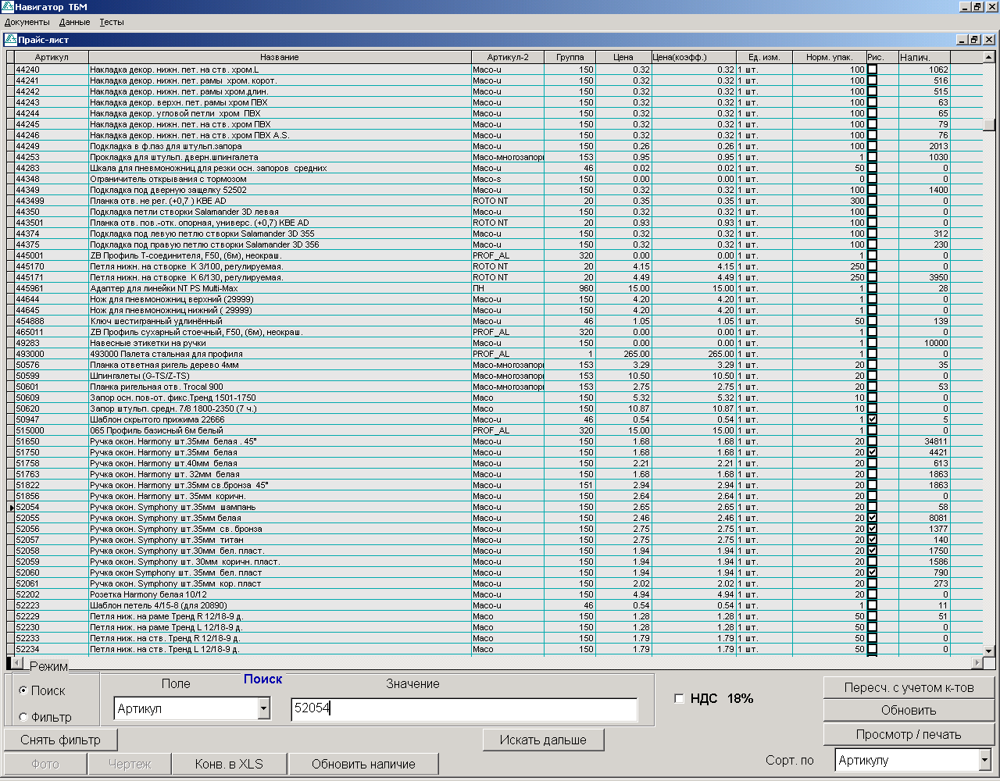 Навигатор ТБМ
Документы Данные Тесты
Прайс-лист
Артикул Название Артикул-2 Группа Цена Цена(коэфф.) Ед. изм. Норм. упак. Рис. Налич.
44240 Накладка декор. нижн. пет. на ств. хром.L Maco-u 150 0.32 0.32 1 шт. 100 1062
44241 Накладка декор. нижн. пет. рамы хром. корот. Maco-u 150 0.32 0.32 1 шт. 100 516
44242 Накладка декор. нижн. пет. рамы хром.длин. Maco-u 150 0.32 0.32 1 шт. 100 515
44243 Накладка декор. верхн. пет. рамы хром ПВХ Maco-u 150 0.32 0.32 1 шт. 100 63
44244 Накладка декор. угловой петли хром ПВХ Maco-u 150 0.32 0.32 1 шт. 100 65
44245 Накладка декор. нижн. пет. на ств. хром ПВХ Maco-u 150 0.32 0.32 1 шт. 100 79
44246 Накладка декор. нижн. пет. на ств. хром ПВХ A.S. Maco-u 150 0.32 0.32 1 шт. 100 76
44249 Подкладка в ф.паз для штульп.запора Maco-u 150 0.26 0.26 1 шт. 100 2013
44253 Прокладка для штульп. дверн.шпингалета Maco-многозапорн 153 0.95 0.95 1 шт. 1 1030
44283 Шкала для пневмоножниц для резки осн. запоров средних Maco-u 46 0.02 0.02 1 шт. 50 0
44348 Ограничитель открывания с тормозом Maco-s 150 0.00 0.00 1 шт. 0 0
44349 Подкладка под дверную защелку 52502 Maco-u 150 0.32 0.32 1 шт. 100 1400
443499 Планка отв. не рег. (+0,7 ) KBE AD ROTO NT 20 0.35 0.35 1 шт. 300 0
44350 Подкладка петли створки Salamander 3D левая Maco-u 150 0.32 0.32 1 шт. 100 0
443501 Планка отв. пов.-отк. опорная, универс. (+0,7) KBE AD ROTO NT 20 0.93 0.93 1 шт. 100 0
44374 Подкладка под левую петлю створки Salamander 3D 355 Maco-u 150 0.32 0.32 1 шт. 100 312
44375 Подкладка под правую петлю створки Salamander 3D 356 Maco-u 150 0.32 0.32 1 шт. 100 230
445001 ZB Профиль Т-соединителя, F50, (6м), неокраш. PROF_AL 320 0.00 0.00 1 шт. 1 0
445170 Петля нижн. на створке K 3/100, регулируемая. ROTO NT 20 4.15 4.15 1 шт. 250 0
445171 Петля нижн. на створке K 6/130, регулируемая. ROTO NT 20 4.49 4.49 1 шт. 250 3950
445961 Адаптер для линейки NT PS Multi-Max ПН 960 15.00 15.00 1 шт. 1 28
44644 Нож для пневмоножниц верхний (29999) Maco-u 150 4.20 4.20 1 шт. 1 0
44645 Нож для пневмоножниц нижний ( 29999) Maco-u 150 4.20 4.20 1 шт. 1 0
454888 Ключ шестигранный удлинённый Maco-u 46 1.05 1.05 1 шт. 50 139
465011 ZB Профиль сухарный стоечный, F50, (6м), неокраш. PROF_AL 320 0.00 0.00 1 шт. 1 0
49283 Навесные этикетки на ручки Maco-u 150 0.00 0.00 1 шт. 1 10000
493000 493000 Палета стальная для профиля PROF_AL 1 265.00 265.00 1 шт. 1 0
50576 Планка ответная ригель дерево 4мм Maco-многозапорн 153 3.29 3.29 1 шт. 20 35
50599 Шпингалеты (G-TS/Z-TS) Maco-многозапорн 153 10.50 10.50 1 шт. 20 0
50601 Планка ригельная отв. Trocal 900 Maco-многозапорн 153 2.75 2.75 1 шт. 20 53
50609 Запор осн. пов-от. фикс.Тренд 1501-1750 Maco 150 5.32 5.32 1 шт. 10 0
50620 Запор штульп. средн. 7/8 1800-2350 (7 ч.) Maco 150 10.87 10.87 1 шт. 10 0
50947 Шаблон скрытого прижима 22666 Maco-u 46 0.54 0.54 1 шт. 1 5
515000 065 Профиль базисный 6м белый PROF_AL 320 15.00 15.00 1 шт. 1 0
51650 Ручка окон. Harmony шт.35мм белая . 45° Maco-u 150 1.68 1.68 1 шт. 20 34811
51750 Ручка окон. Harmony шт.35мм белая Maco-u 150 1.68 1.68 1 шт. 20 4421
51758 Ручка окон. Harmony шт.40мм белая Maco-u 150 2.21 2.21 1 шт. 20 613
51763 Ручка окон. Harmony шт. 32мм белая Maco-u 150 1.68 1.68 1 шт. 20 1863
51822 Ручка окон. Harmony шт.35мм св.бронза 45° Maco-u 151 2.94 2.94 1 шт. 20 1863
51856 Ручка окон. Harmony шт. 35мм коричн. Maco-u 150 2.64 2.64 1 шт. 20 0
52054 Ручка окон. Symphony шт.35мм шампань Maco-u 150 2.65 2.65 1 шт. 20 58
52055 Ручка окон. Symphony шт.35мм белая Maco-u 150 2.46 2.46 1 шт. 20 8081
52056 Ручка окон. Symphony шт.35мм св. бронза Maco-u 150 2.75 2.75 1 шт. 20 1377
52057 Ручка окон. Symphony шт.35мм титан Maco-u 150 2.75 2.75 1 шт. 20 140
52058 Ручка окон. Symphony шт.30мм бел. пласт. Maco-u 150 1.94 1.94 1 шт. 20 1750
52059 Ручка окон. Symphony шт. 30мм коричн. пласт. Maco-u 150 1.94 1.94 1 шт. 20 1586
52060 Ручка окон Symphony шт. 35мм бел. пласт Maco-u 150 1.94 1.94 1 шт. 20 790
52061 Ручка окон. Symphony шт.35мм кор. пласт Maco-u 150 2.02 2.02 1 шт. 20 273
52202 Розетка Harmony белая 10/12 Maco-u 150 4.94 4.94 1 шт. 20 0
52223 Шаблон петель 4/15-8 (для 20890) Maco-u 46 0.54 0.54 1 шт. 1 11
52229 Петля ниж. на раме Тренд R 12/18-9 д. Maco 150 1.28 1.28 1 шт. 50 51
52230 Петля ниж. на раме Тренд L 12/18-9 д. Maco 150 1.28 1.28 1 шт. 50 0
52233 Петля ниж. на ств. Тренд R 12/18-9 д. Maco 150 1.79 1.79 1 шт. 50 0
52234 Петля ниж. на ств. Тренд L 12/18-9 д. Maco 150 1.79 1.79 1 шт. 50 0
Режим
Поиск
Фильтр
Поле Поиск Значение
Артикул 52054
НДС 18%
Пересч. с учетом к-тов
Обновить
Снять фильтр Искать дальше Просмотр / печать
Фото Чертеж Конв. в XLS Обновить наличие Сорт. по Артикулу